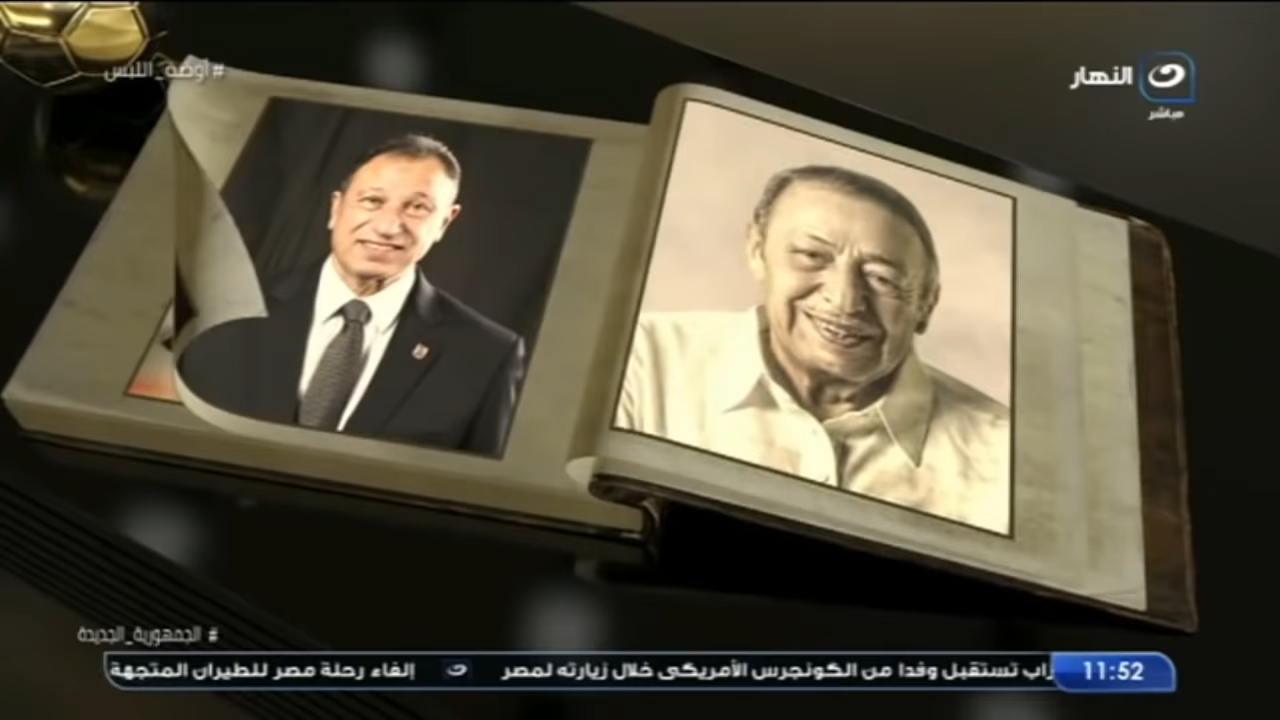 #أوضة_اللبس
النهار
مباشر
# الجمهورية_الجديدة
11:52
راب تستقبل وفدا من الكونجرس الأمريكى خلال زيارته لمصر
إلغاء رحلة مصر للطيران المتجهة